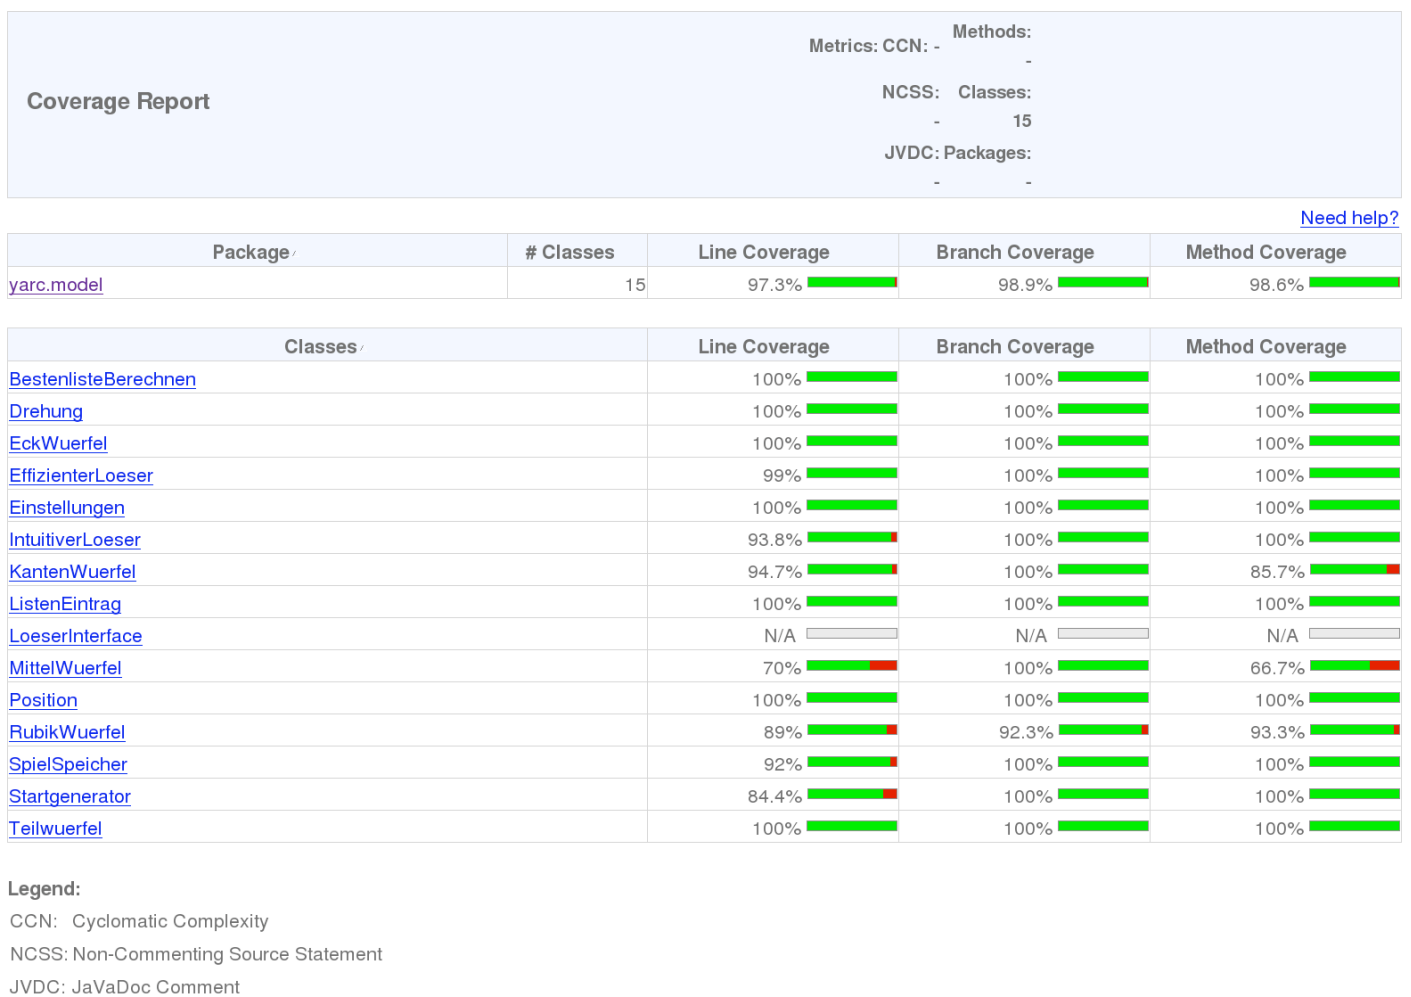 Coverage Report
Metrics: CCN: - Methods: -
NCSS: - Classes: 15
JVDC: - Packages: -
Need help?
Package # Classes Line Coverage Branch Coverage Method Coverage
yarc.model 15 97.3% 98.9% 98.6%
Classes Line Coverage Branch Coverage Method Coverage
BestenlisteBerechnen 100% 100% 100%
Drehung 100% 100% 100%
EckWuerfel 100% 100% 100%
EffizienterLoeser 99% 100% 100%
Einstellungen 100% 100% 100%
IntuitiverLoeser 93.8% 100% 100%
KantenWuerfel 94.7% 100% 85.7%
ListenEintrag 100% 100% 100%
LoeserInterface N/A N/A N/A
MittelWuerfel 70% 100% 66.7%
Position 100% 100% 100%
RubikWuerfel 89% 92.3% 93.3%
SpielSpeicher 92% 100% 100%
Startgenerator 84.4% 100% 100%
Teilwuerfel 100% 100% 100%
Legend:
CCN: Cyclomatic Complexity
NCSS: Non-Commenting Source Statement
JVDC: JaVaDoc Comment